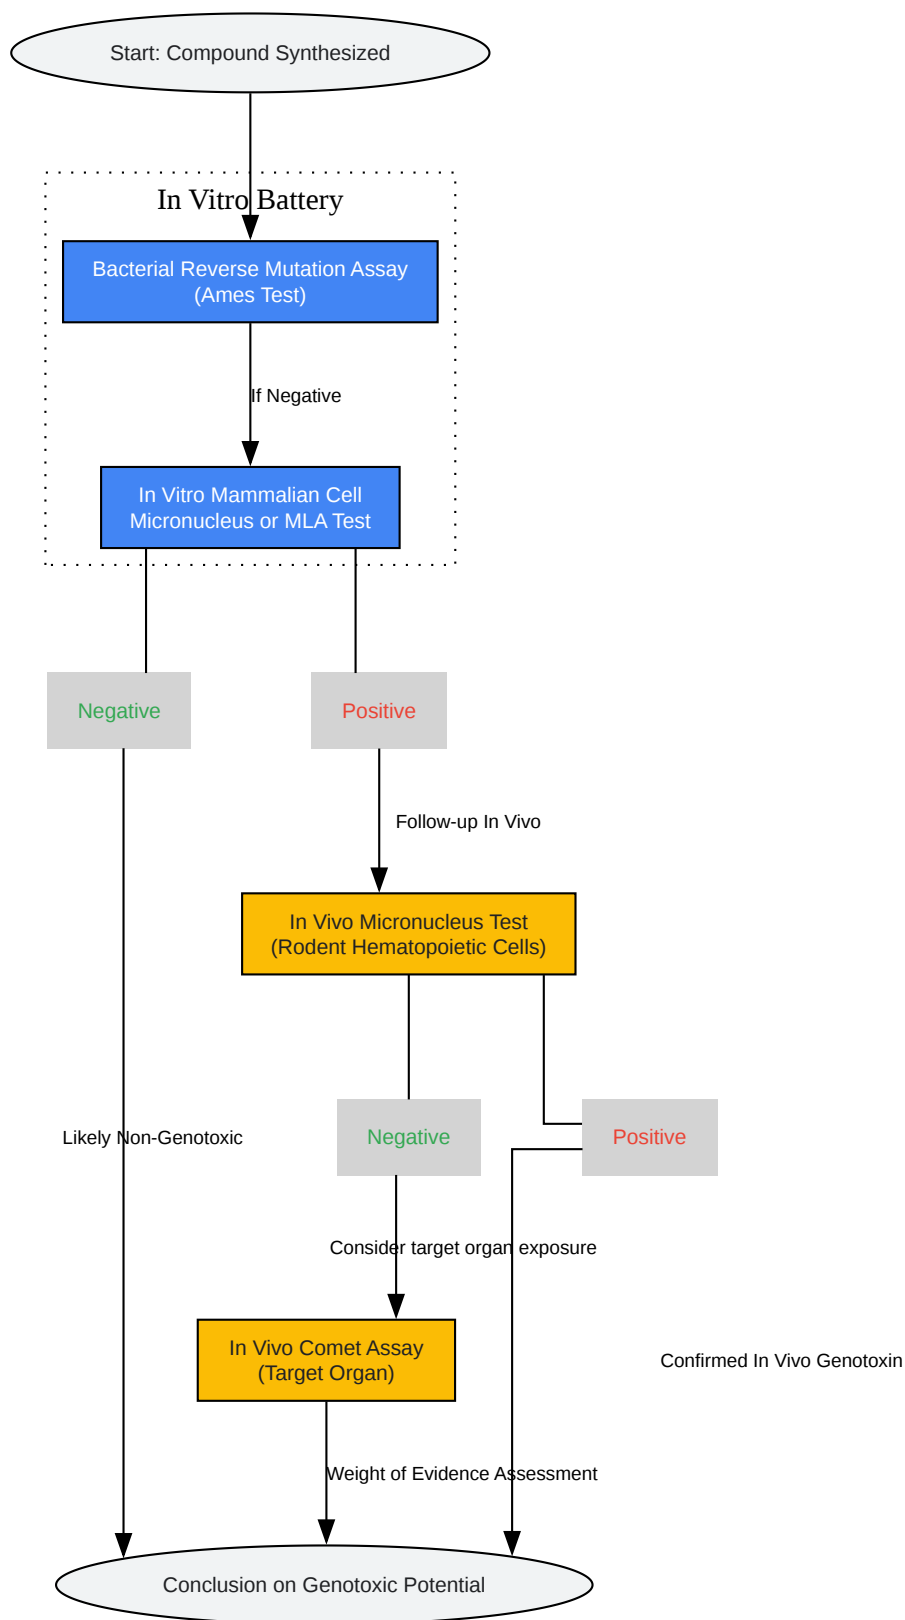 Start: Compound Synthesized
In Vitro Battery
Bacterial Reverse Mutation Assay
(Ames Test)
If Negative
In Vitro Mammalian Cell
Micronucleus or MLA Test
Negative
Positive
Follow-up In Vivo
In Vivo Micronucleus Test
(Rodent Hematopoietic Cells)
Likely Non-Genotoxic
Negative
Positive
Consider target organ exposure
In Vivo Comet Assay
(Target Organ)
Confirmed In Vivo Genotoxin
Weight of Evidence Assessment
Conclusion on Genotoxic Potential